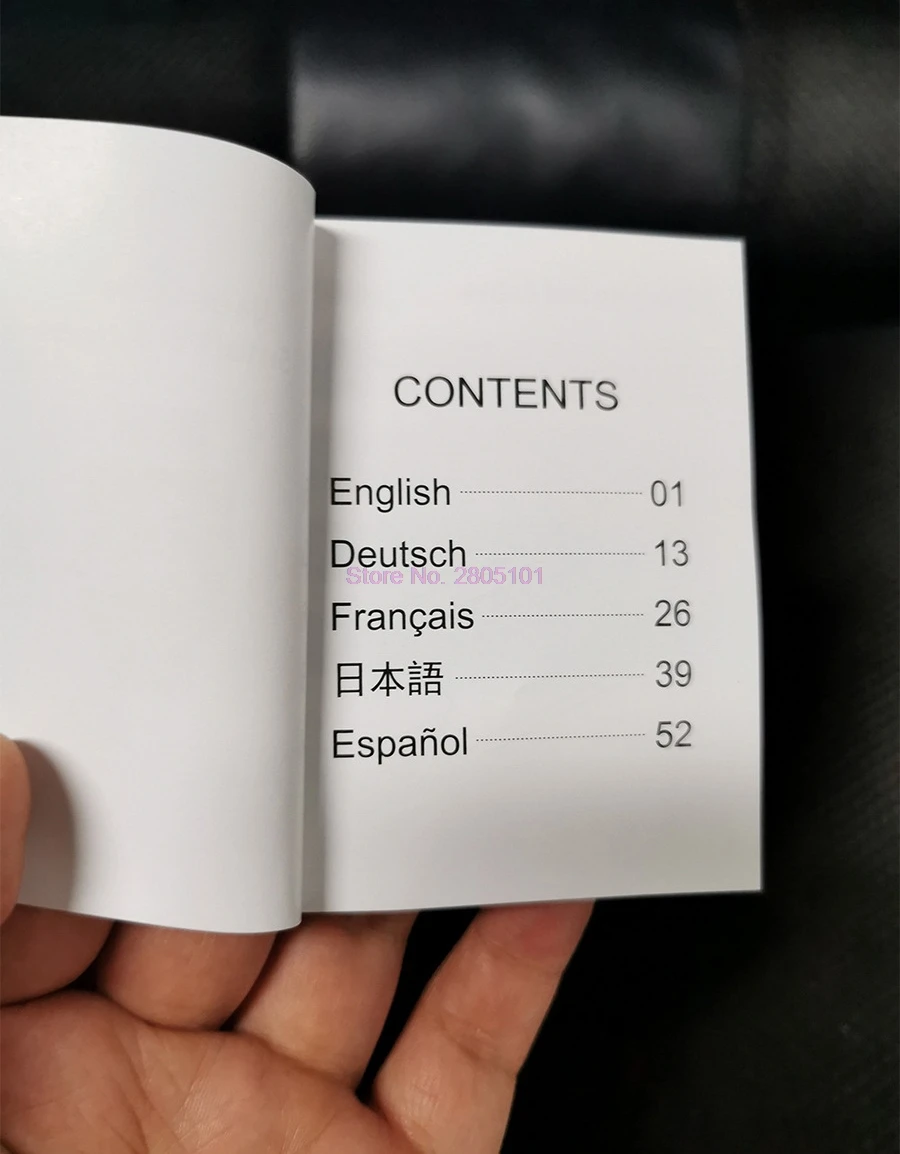 CONTENTS
English 01
Deutsch 13
Store No. 2805101
Français 26
日本語 39
Español 52